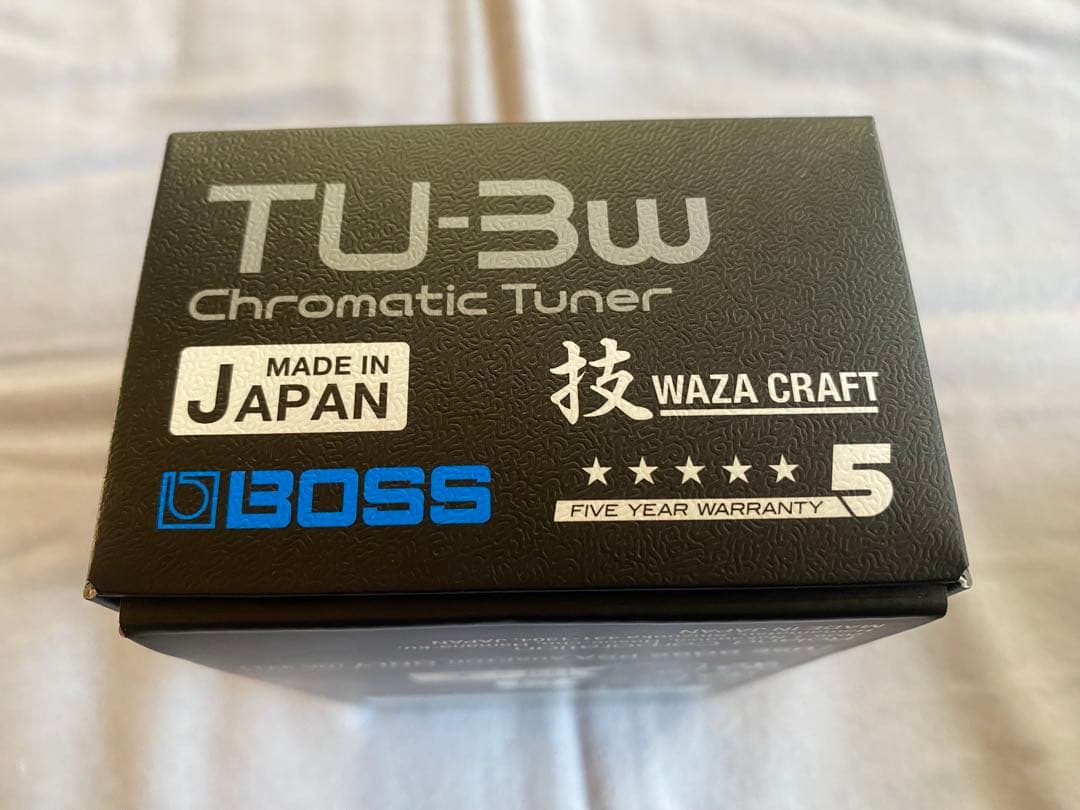 TU-3w
Chromatic Tuner
MADE IN
JAPAN
技 WAZA CRAFT
BOSS
5
FIVE YEAR WARRANTY